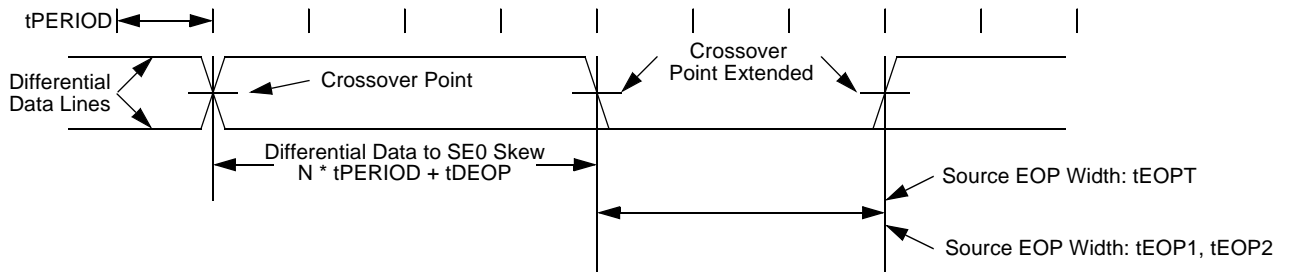 tPERIOD
Differential
Data Lines
Crossover Point
Crossover
Point Extended
Differential Data to SE0 Skew
N * tPERIOD + tDEOP
Source EOP Width: tEOPT
Source EOP Width: tEOP1, tEOP2